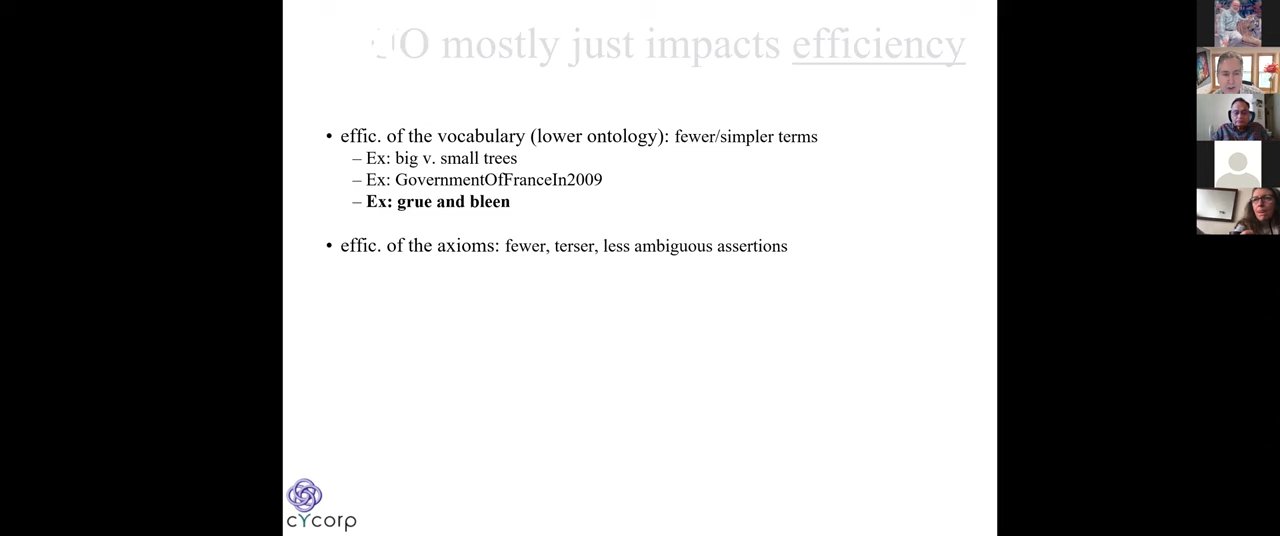 O mostly just impacts efficiency
• effic. of the vocabulary (lower ontology): fewer/simpler terms
– Ex: big v. small trees
– Ex: GovernmentOfFranceIn2009
– Ex: grue and bleen
• effic. of the axioms: fewer, terser, less ambiguous assertions
cYcorp